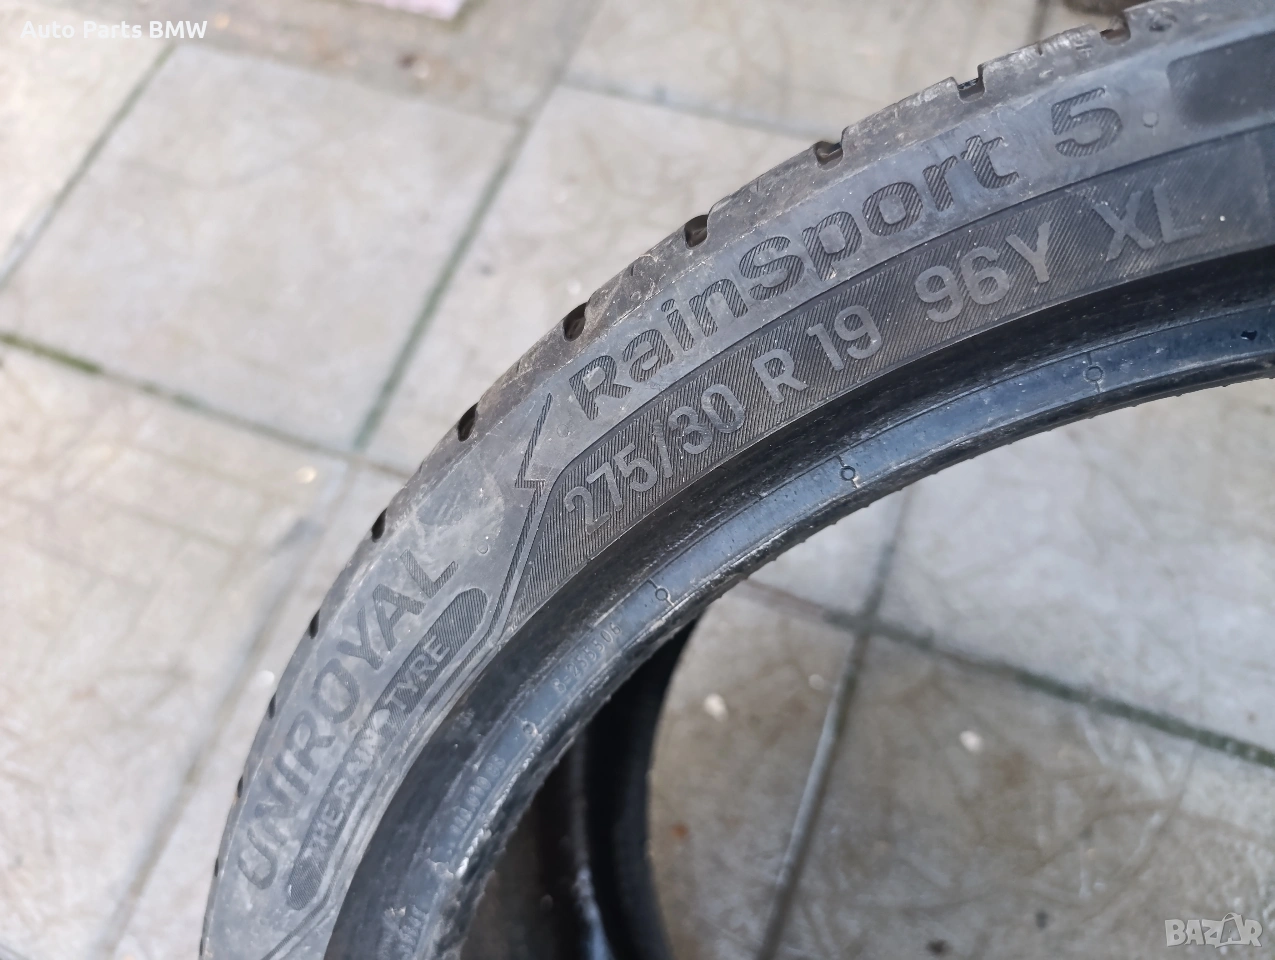 Auto Parts BMW
RainSport 5
275/30 R 19 96Y XL
UNIROYAL
THE RAIN TYRE
BAZAR